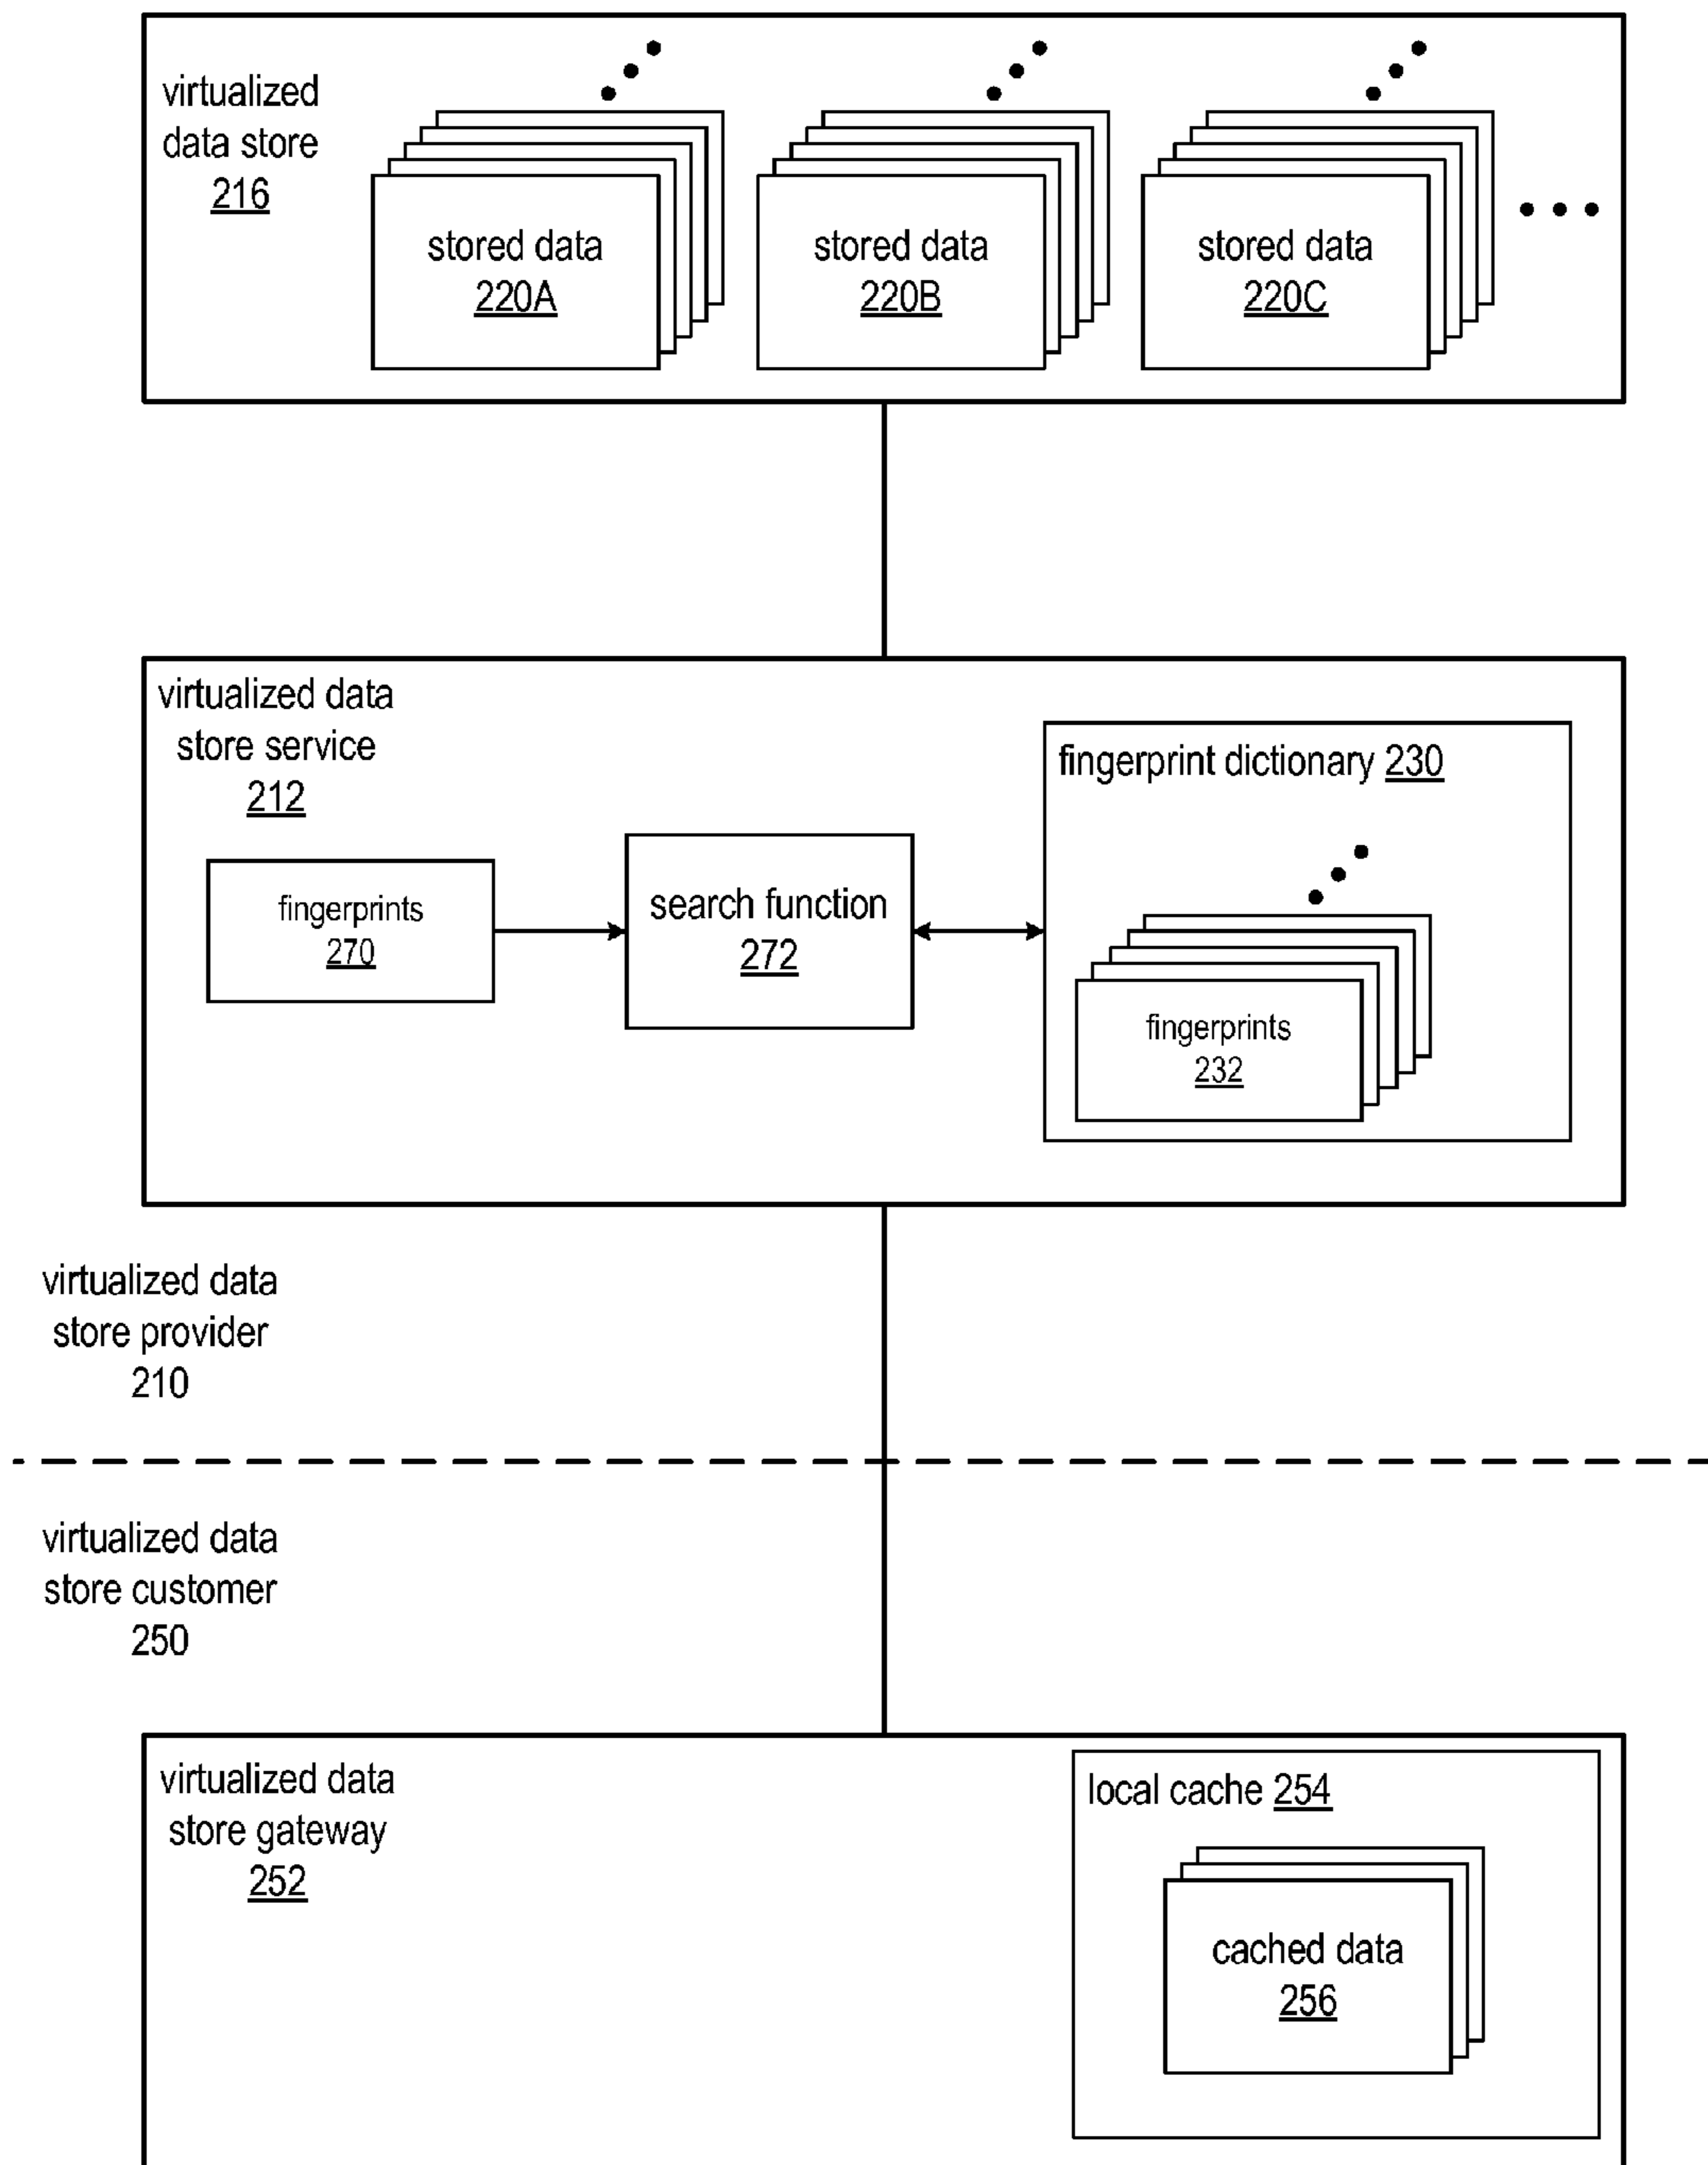 virtualized
data store
216
stored data
220A
stored data
220B
stored data
220C
virtualized data
store service
212
fingerprints
270
search function
272
fingerprint dictionary 230
fingerprints
232
virtualized data
store provider
210
virtualized data
store customer
250
virtualized data
store gateway
252
local cache 254
cached data
256